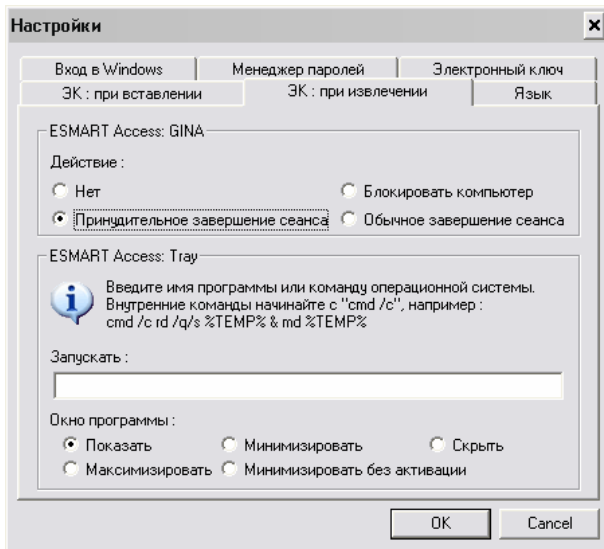 Настройки
Вход в Windows Менеджер паролей Электронный ключ
ЭК : при вставлении ЭК : при извлечении Язык
ESMART Access: GINA
Действие :
Нет Блокировать компьютер
Принудительное завершение сеанса Обычное завершение сеанса
ESMART Access: Tray
Введите имя программы или команду операционной системы.
Внутренние команды начинайте с "cmd /c", например :
cmd /c rd /q/s %TEMP% & md %TEMP%
Запускать :
Окно программы :
Показать Минимизировать Скрыть
Максимизировать Минимизировать без активации
OK Cancel